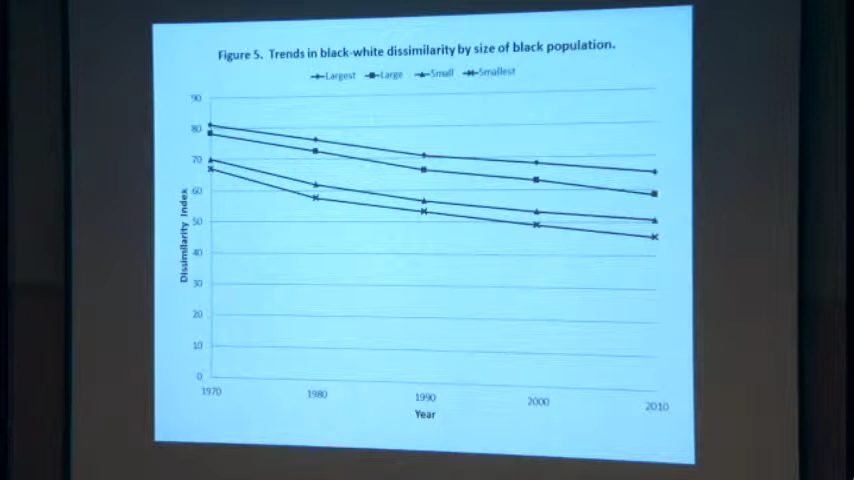 Figure 5. Trends in black-white dissimilarity by size of black population.
Largest Large Small Smallest
90
80
70
60
50
40
30
20
10
0
Dissimilarity Index
1970 1980 1990 2000 2010
Year